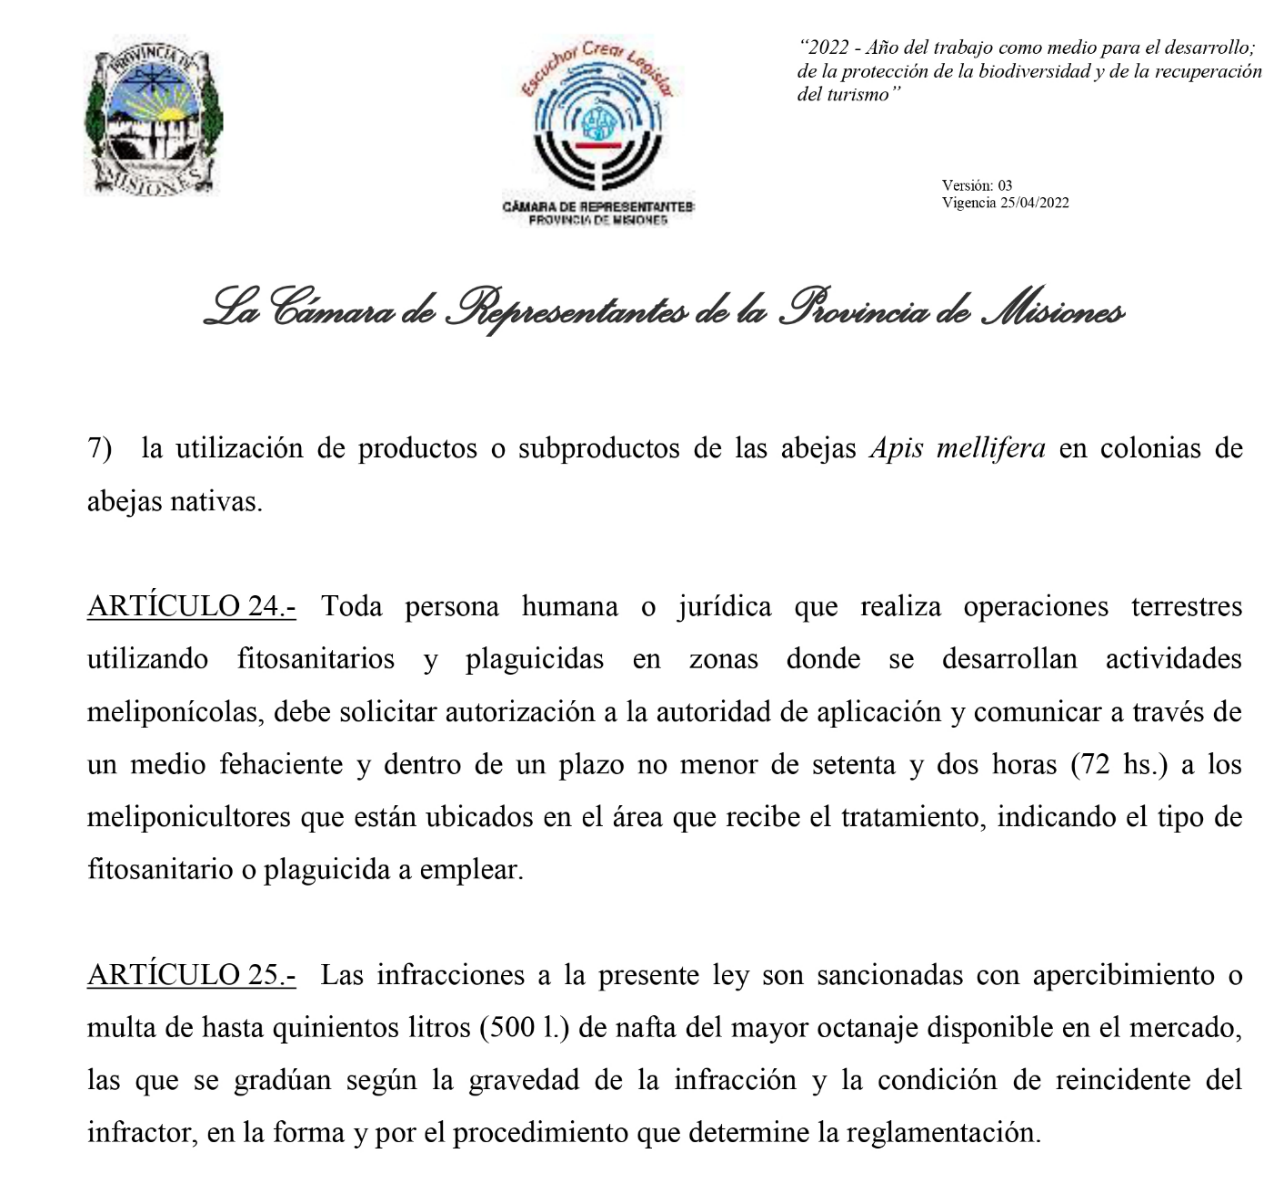 PROVINCIA DE
MISIONES
Escuchar Crear Legislar
CÁMARA DE REPRESENTANTES
PROVINCIA DE MISIONES
“2022 - Año del trabajo como medio para el desarrollo;
de la protección de la biodiversidad y de la recuperación
del turismo”
Versión: 03
Vigencia 25/04/2022
La Cámara de Representantes de la Provincia de Misiones
7) la utilización de productos o subproductos de las abejas Apis mellifera en colonias de
abejas nativas.
ARTÍCULO 24.- Toda persona humana o jurídica que realiza operaciones terrestres
utilizando fitosanitarios y plaguicidas en zonas donde se desarrollan actividades
meliponícolas, debe solicitar autorización a la autoridad de aplicación y comunicar a través de
un medio fehaciente y dentro de un plazo no menor de setenta y dos horas (72 hs.) a los
meliponicultores que están ubicados en el área que recibe el tratamiento, indicando el tipo de
fitosanitario o plaguicida a emplear.
ARTÍCULO 25.- Las infracciones a la presente ley son sancionadas con apercibimiento o
multa de hasta quinientos litros (500 l.) de nafta del mayor octanaje disponible en el mercado,
las que se gradúan según la gravedad de la infracción y la condición de reincidente del
infractor, en la forma y por el procedimiento que determine la reglamentación.